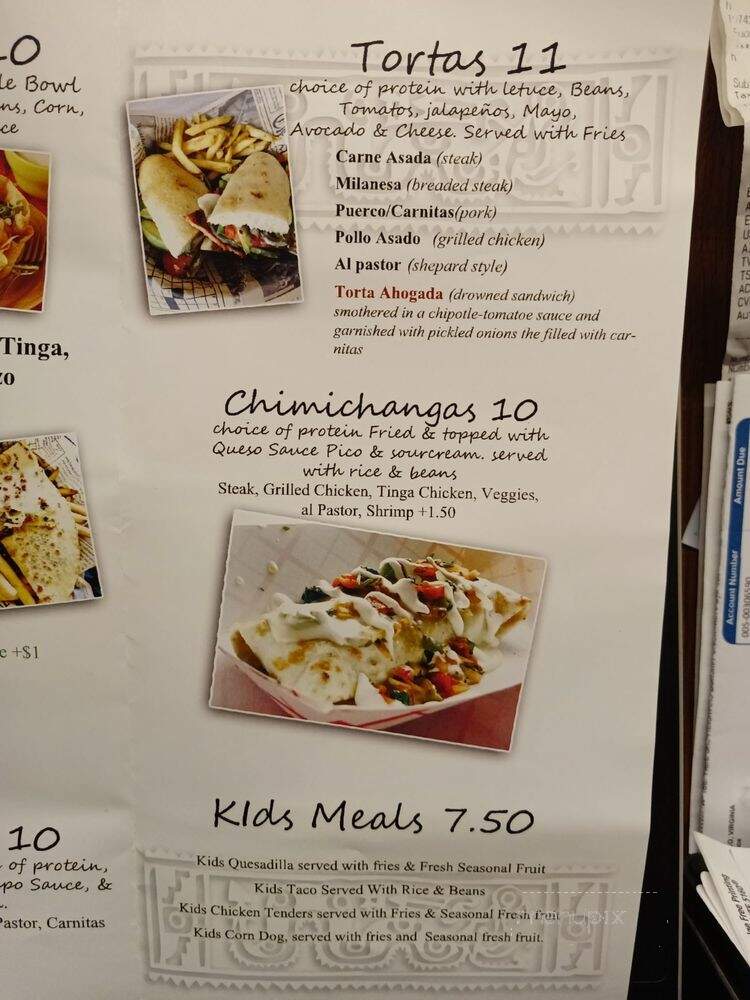 Tortas 11
choice of protein with letuce, Beans,
Tomatos, jalapeños, Mayo,
Avocado & Cheese. Served with Fries
Carne Asada (steak)
Milanesa (breaded steak)
Puerco/Carnitas(pork)
Pollo Asado (grilled chicken)
Al pastor (shepard style)
Torta Ahogada (drowned sandwich)
smothered in a chipotle-tomatoe sauce and
garnished with pickled onions the filled with car-
nitas
Chimichangas 10
choice of protein Fried & topped with
Queso Sauce Pico & sourcream. served
with rice & beans
Steak, Grilled Chicken, Tinga Chicken, Veggies,
al Pastor, Shrimp +1.50
KIds Meals 7.50
Kids Quesadilla served with fries & Fresh Seasonal Fruit
Kids Taco Served With Rice & Beans
Kids Chicken Tenders served with Fries & Seasonal Fresh fruit
Kids Corn Dog, served with fries and Seasonal fresh fruit.
Bowl
Corn,
Tinga,
+$1
10
of protein,
Sauce, &
Pastor, Carnitas
Amount Due
Account Number
VIRGINIA